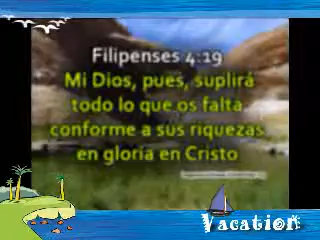 Filipenses 4:19
Mi Dios, pues, suplirá
todo lo que os falta
conforme a sus riquezas
en gloria en Cristo
Vacation